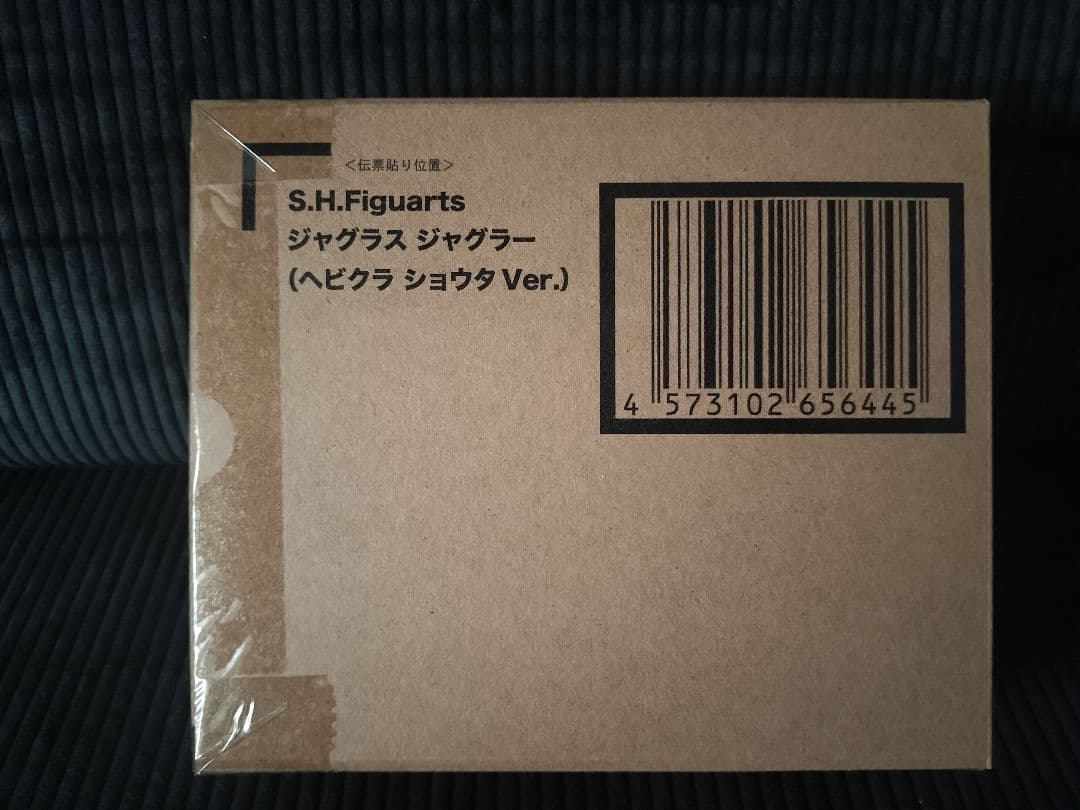 ＜伝票貼り位置＞
S.H.Figuarts
ジャグラス ジャグラー
（ヘビクラ ショウタ Ver.）
4 573102 656445